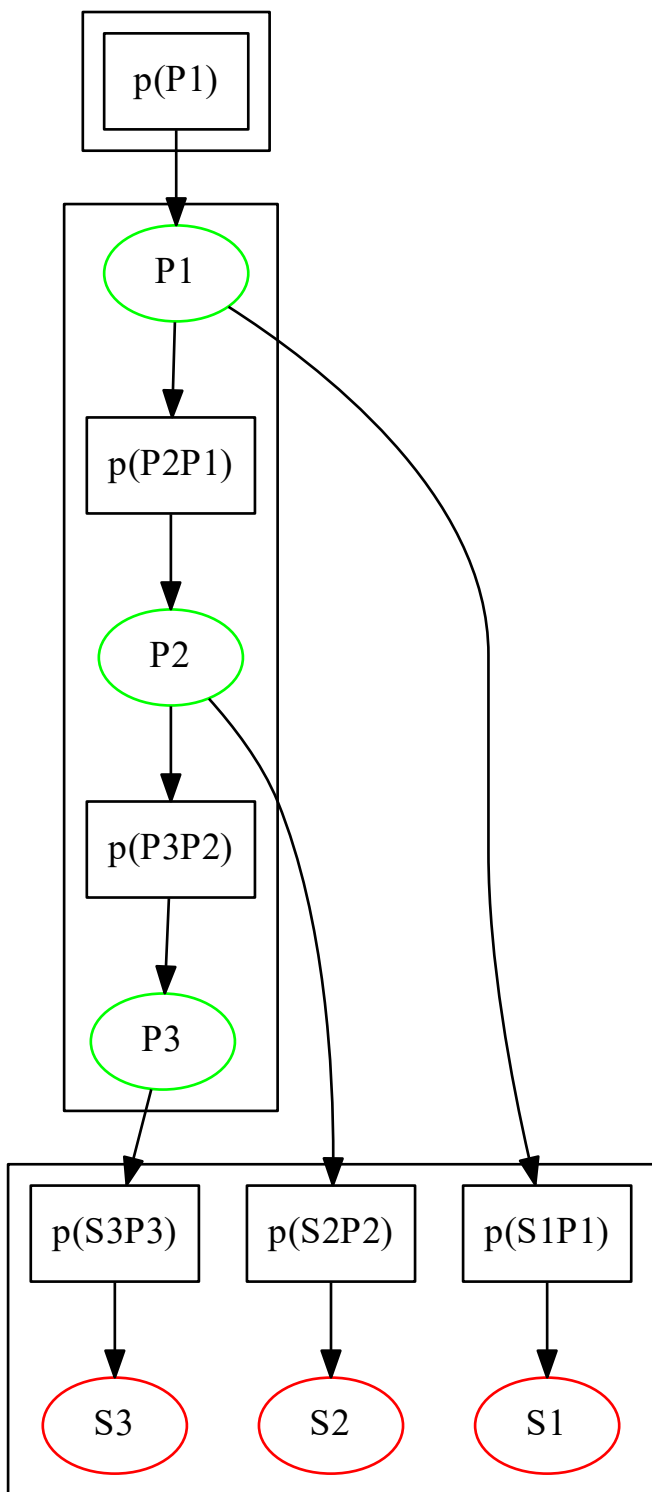 p(P1)
P1
p(P2P1)
P2
p(P3P2)
P3
p(S3P3) p(S2P2) p(S1P1)
S3 S2 S1